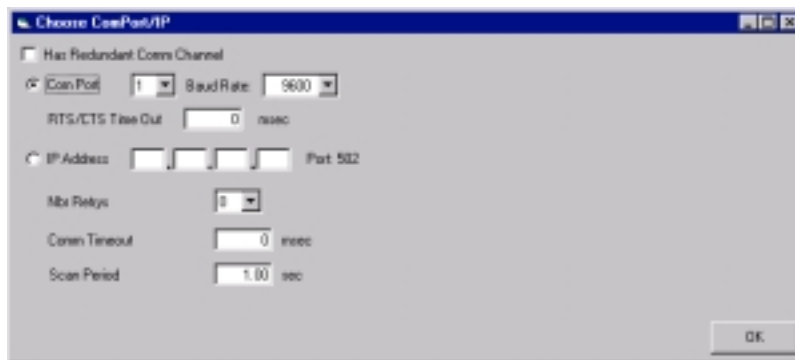 Choose ComPort/IP
Has Redundant Comm Channel
Com Port 1 Baud Rate 9600
RTS/CTS Time Out 0 msec
IP Address . . . Port 502
Nbr Retrys 0
Comm Timeout 0 msec
Scan Period 1.00 sec
OK